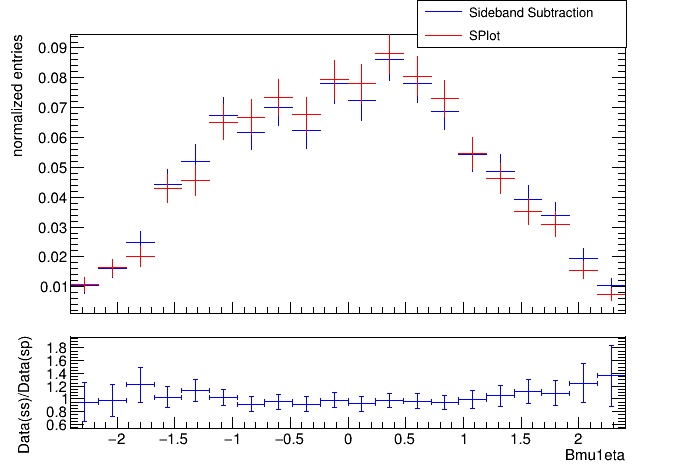 Sideband Subtraction
SPlot
normalized entries
0.09
0.08
0.07
0.06
0.05
0.04
0.03
0.02
0.01
Data(ss)/Data(sp)
1.8
1.6
1.4
1.2
1
0.8
0.6
−2 −1.5 −1 −0.5 0 0.5 1 1.5 2
Bmu1eta